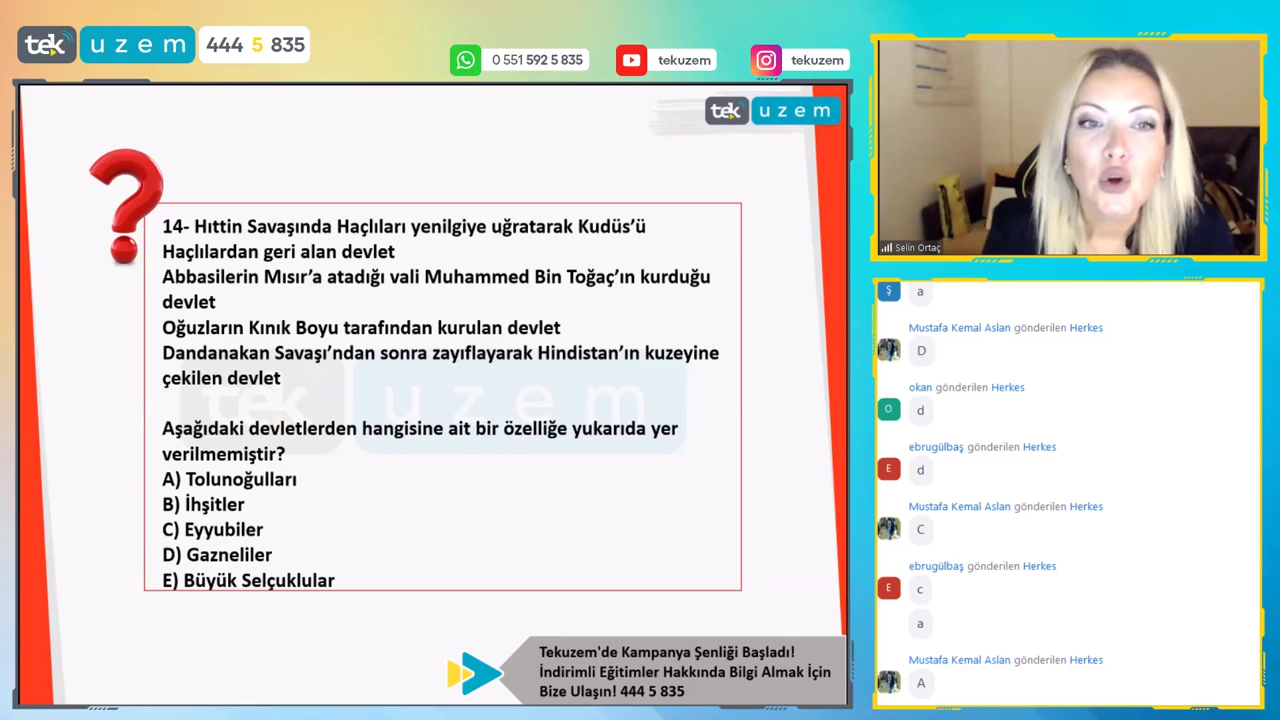 tek uzem 444 5 835
0 551 592 5 835
tekuzem
tekuzem
tek uzem
14- Hıttin Savaşında Haçlıları yenilgiye uğratarak Kudüs’ü
Haçlılardan geri alan devlet
Abbasilerin Mısır’a atadığı vali Muhammed Bin Toğaç’ın kurduğu
devlet
Oğuzların Kınık Boyu tarafından kurulan devlet
Dandanakan Savaşı’ndan sonra zayıflayarak Hindistan’ın kuzeyine
çekilen devlet
tek uzem
Aşağıdaki devletlerden hangisine ait bir özelliğe yukarıda yer
verilmemiştir?
A) Tolunoğulları
B) İhşitler
C) Eyyubiler
D) Gazneliler
E) Büyük Selçuklular
Tekuzem'de Kampanya Şenliği Başladı!
İndirimli Eğitimler Hakkında Bilgi Almak İçin
Bize Ulaşın! 444 5 835
Selin Ortaç
Ş
a
Mustafa Kemal Aslan gönderilen Herkes
D
okan gönderilen Herkes
O
d
ebrugülbaş gönderilen Herkes
E
d
Mustafa Kemal Aslan gönderilen Herkes
C
ebrugülbaş gönderilen Herkes
E
c
a
Mustafa Kemal Aslan gönderilen Herkes
A